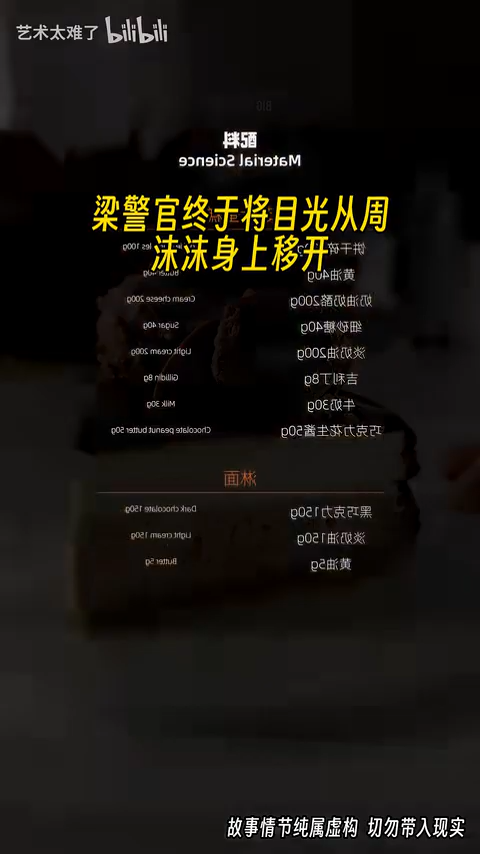 艺术太难了 bilibili
配料
Material Science
梁警官终于将目光从周
沫沫身上移开
黄油40g
Butter 40g
奶油奶酪200g
Cream cheese 200g
细砂糖40g
Sugar 40g
淡奶油200g
Light cream 200g
吉利丁8g
Gillidin 8g
牛奶30g
Milk 30g
巧克力花生酱50g
Chocolate peanut butter 50g
淋面
黑巧克力150g
Dark chocolate 150g
淡奶油150g
Light cream 150g
黄油5g
Butter 5g
故事情节纯属虚构 切勿带入现实